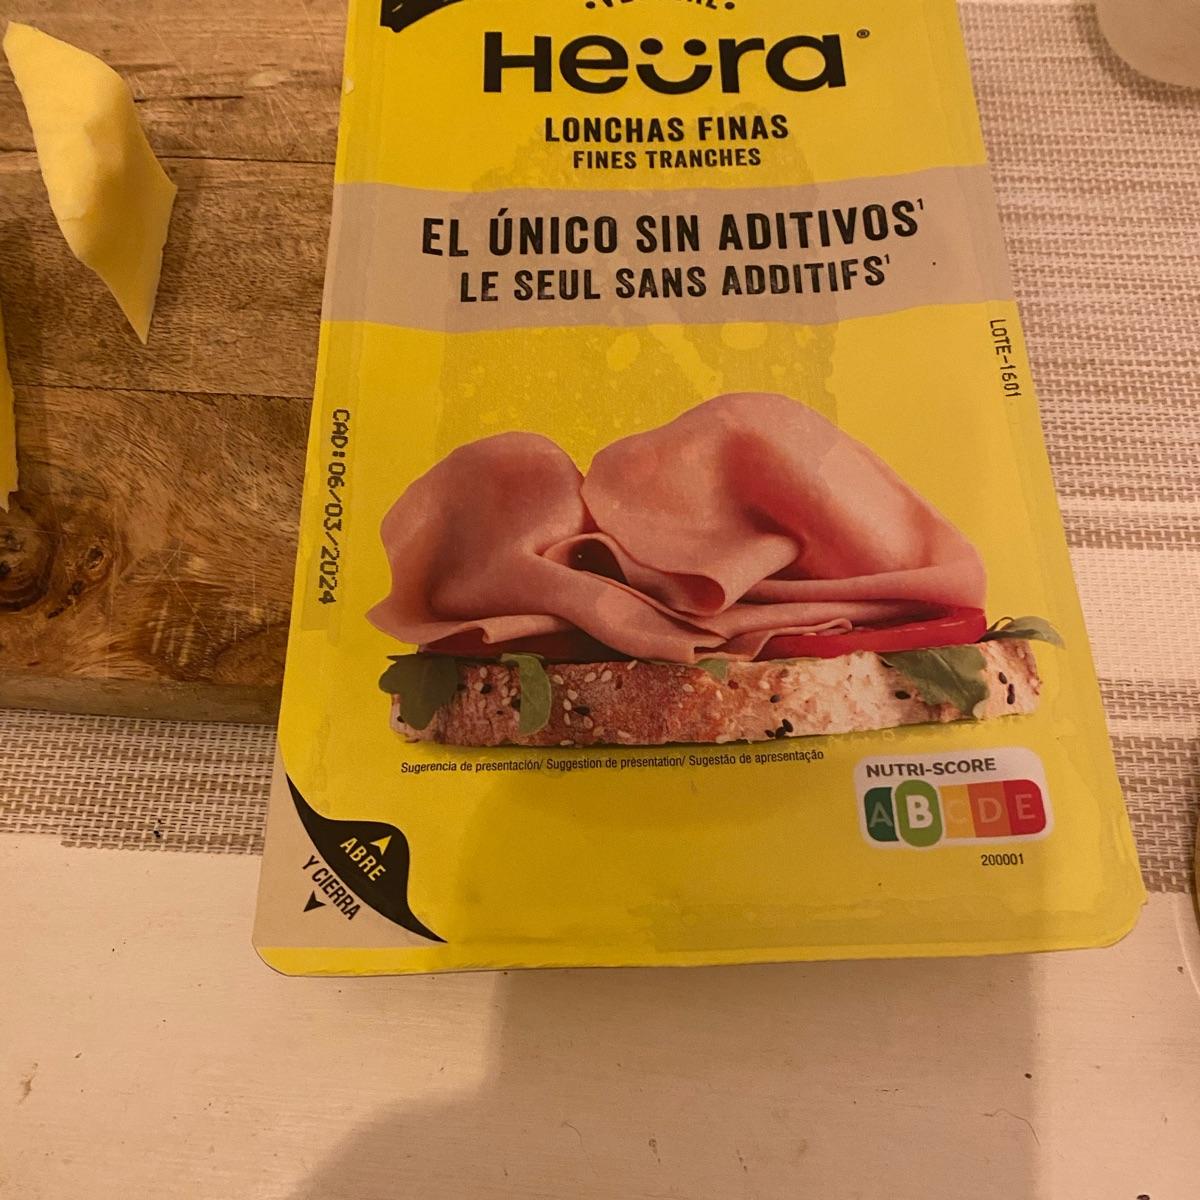 Heüra®
LONCHAS FINAS
FINES TRANCHES
EL ÚNICO SIN ADITIVOS¹
LE SEUL SANS ADDITIFS¹
LOTE-1601
CAD:06/03/2024
Sugerencia de presentación/ Suggestion de présentation/ Sugestão de apresentação
NUTRI-SCORE
A B C D E
200001
ABRE
Y CIERRA